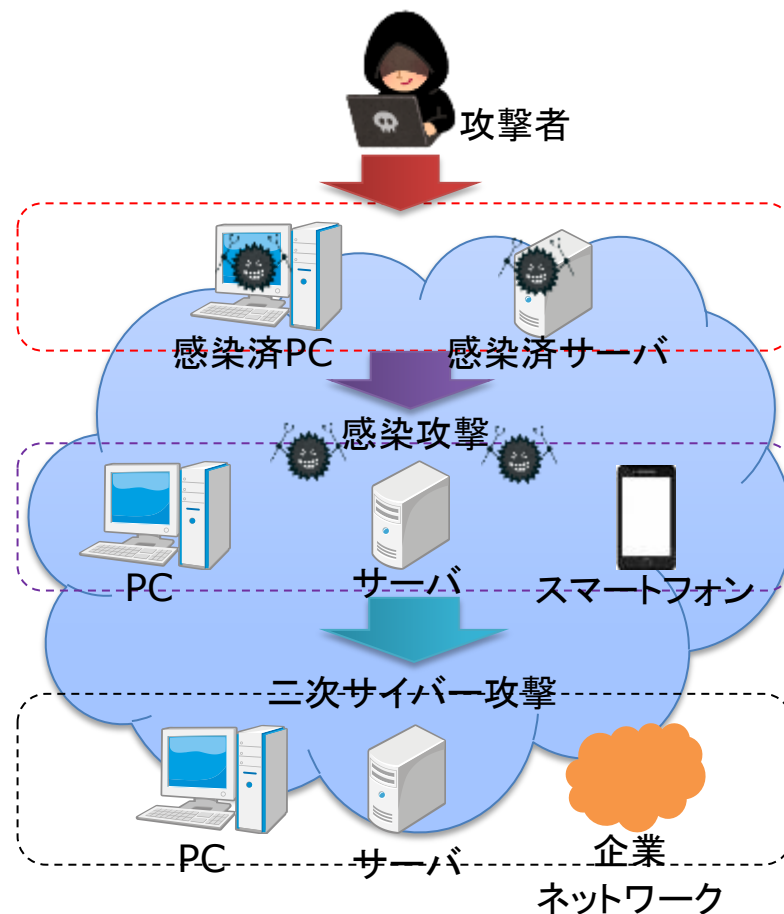 攻撃者
感染済PC
感染済サーバ
感染攻撃
PC
サーバ
スマートフォン
二次サイバー攻撃
PC
サーバ
企業
ネットワーク